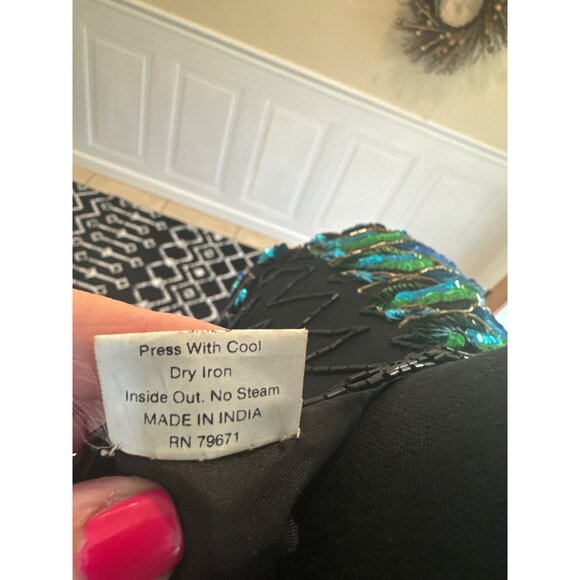 Press With Cool
Dry Iron
Inside Out. No Steam
MADE IN INDIA
RN 79671